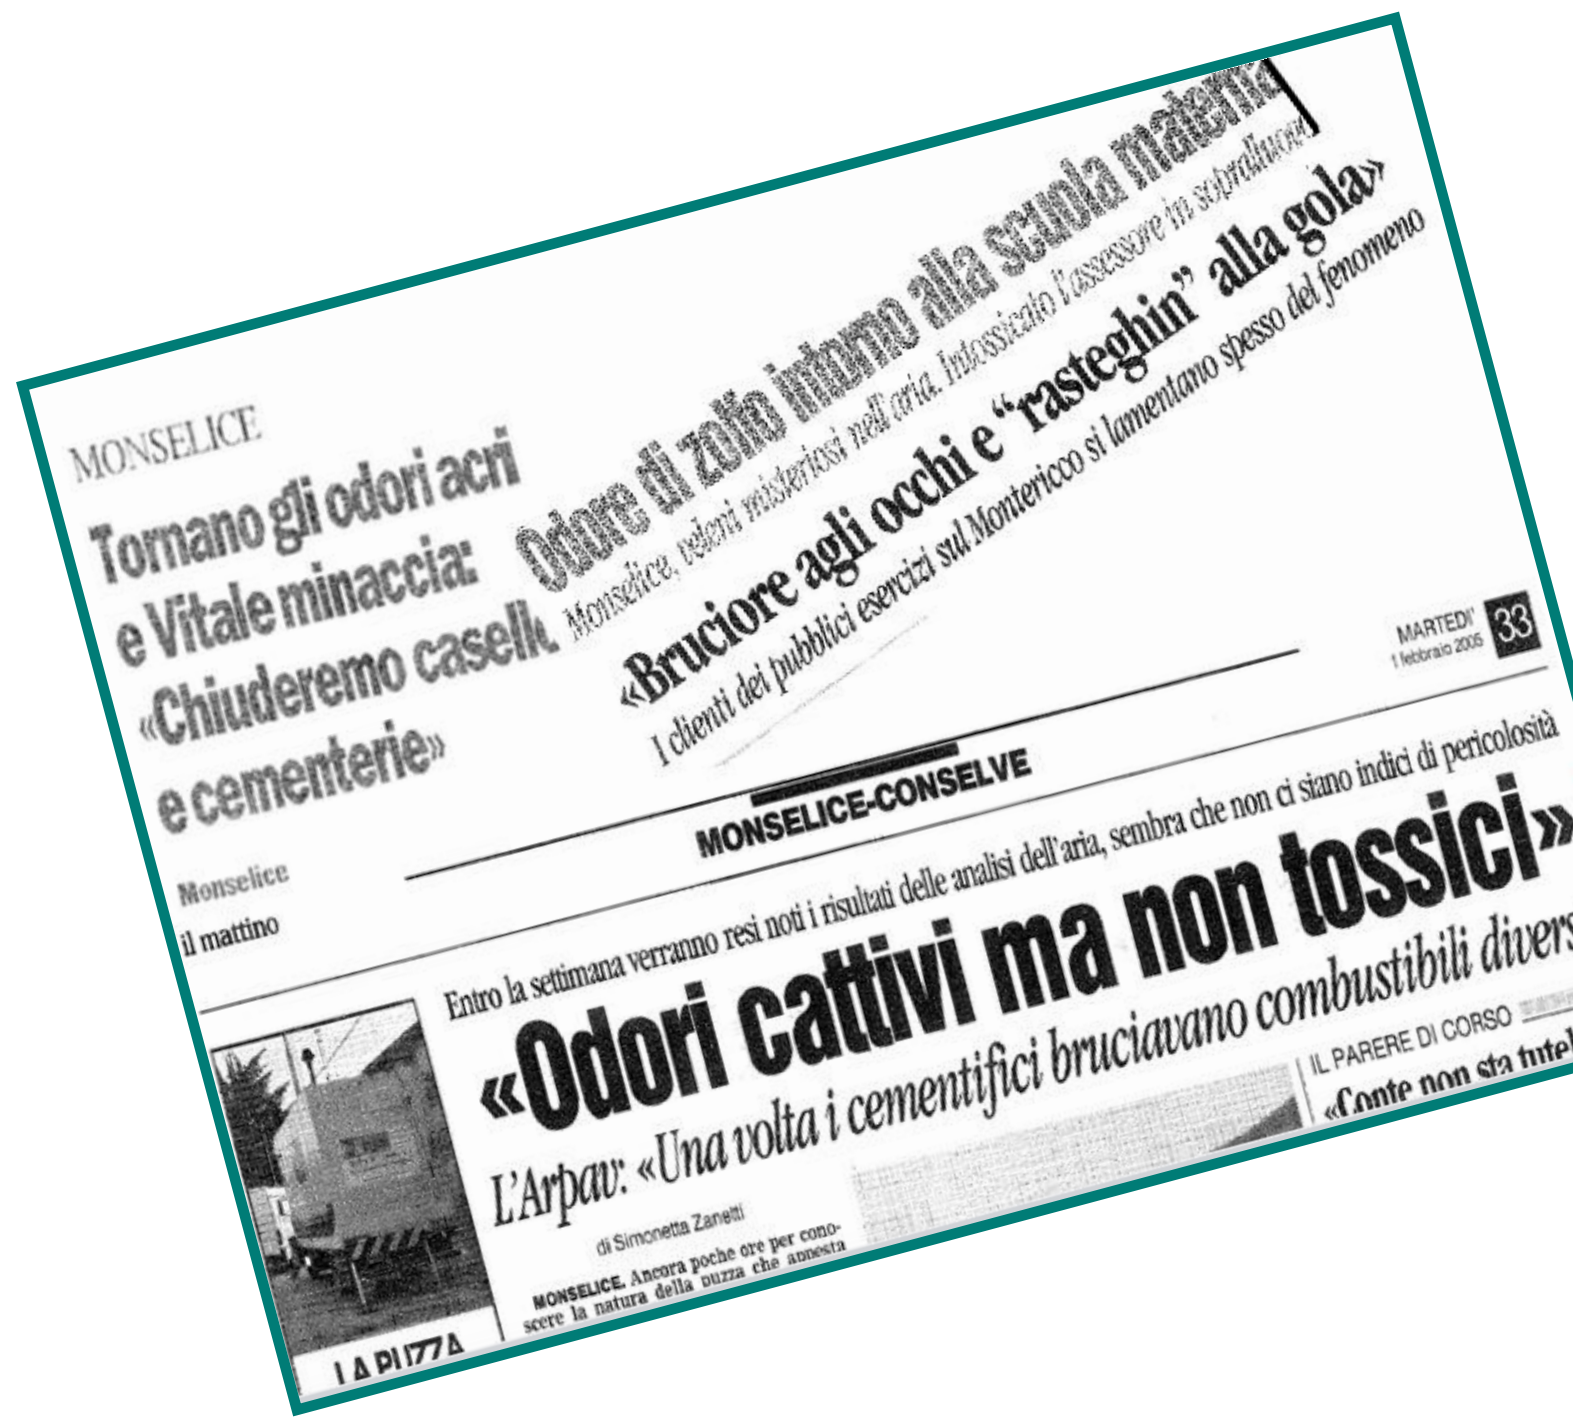 MONSELICE
Tornano gli odori acri
e Vitale minaccia:
«Chiuderemo caselli
e cementerie»
Monselice
il mattino
Odore di zolfo intorno alla scuola materna
Monselice, veleni misteriosi nell'aria. Intossicato l'assessore in sopralluogo
«Bruciore agli occhi e “rasteghin” alla gola»
I clienti dei pubblici esercizi sul Montericco si lamentano spesso del fenomeno
MARTEDI' 33
1 febbraio 2005
MONSELICE-CONSELVE
Entro la settimana verranno resi noti i risultati delle analisi dell'aria, sembra che non ci siano indici di pericolosità
«Odori cattivi ma non tossici»
L'Arpav: «Una volta i cementifici bruciavano combustibili divers
di Simonetta Zanetti
MONSELICE. Ancora poche ore per cono-
scere la natura della puzza che appesta
IL PARERE DI CORSO
«Conte non sta tutel
LA PUZZA